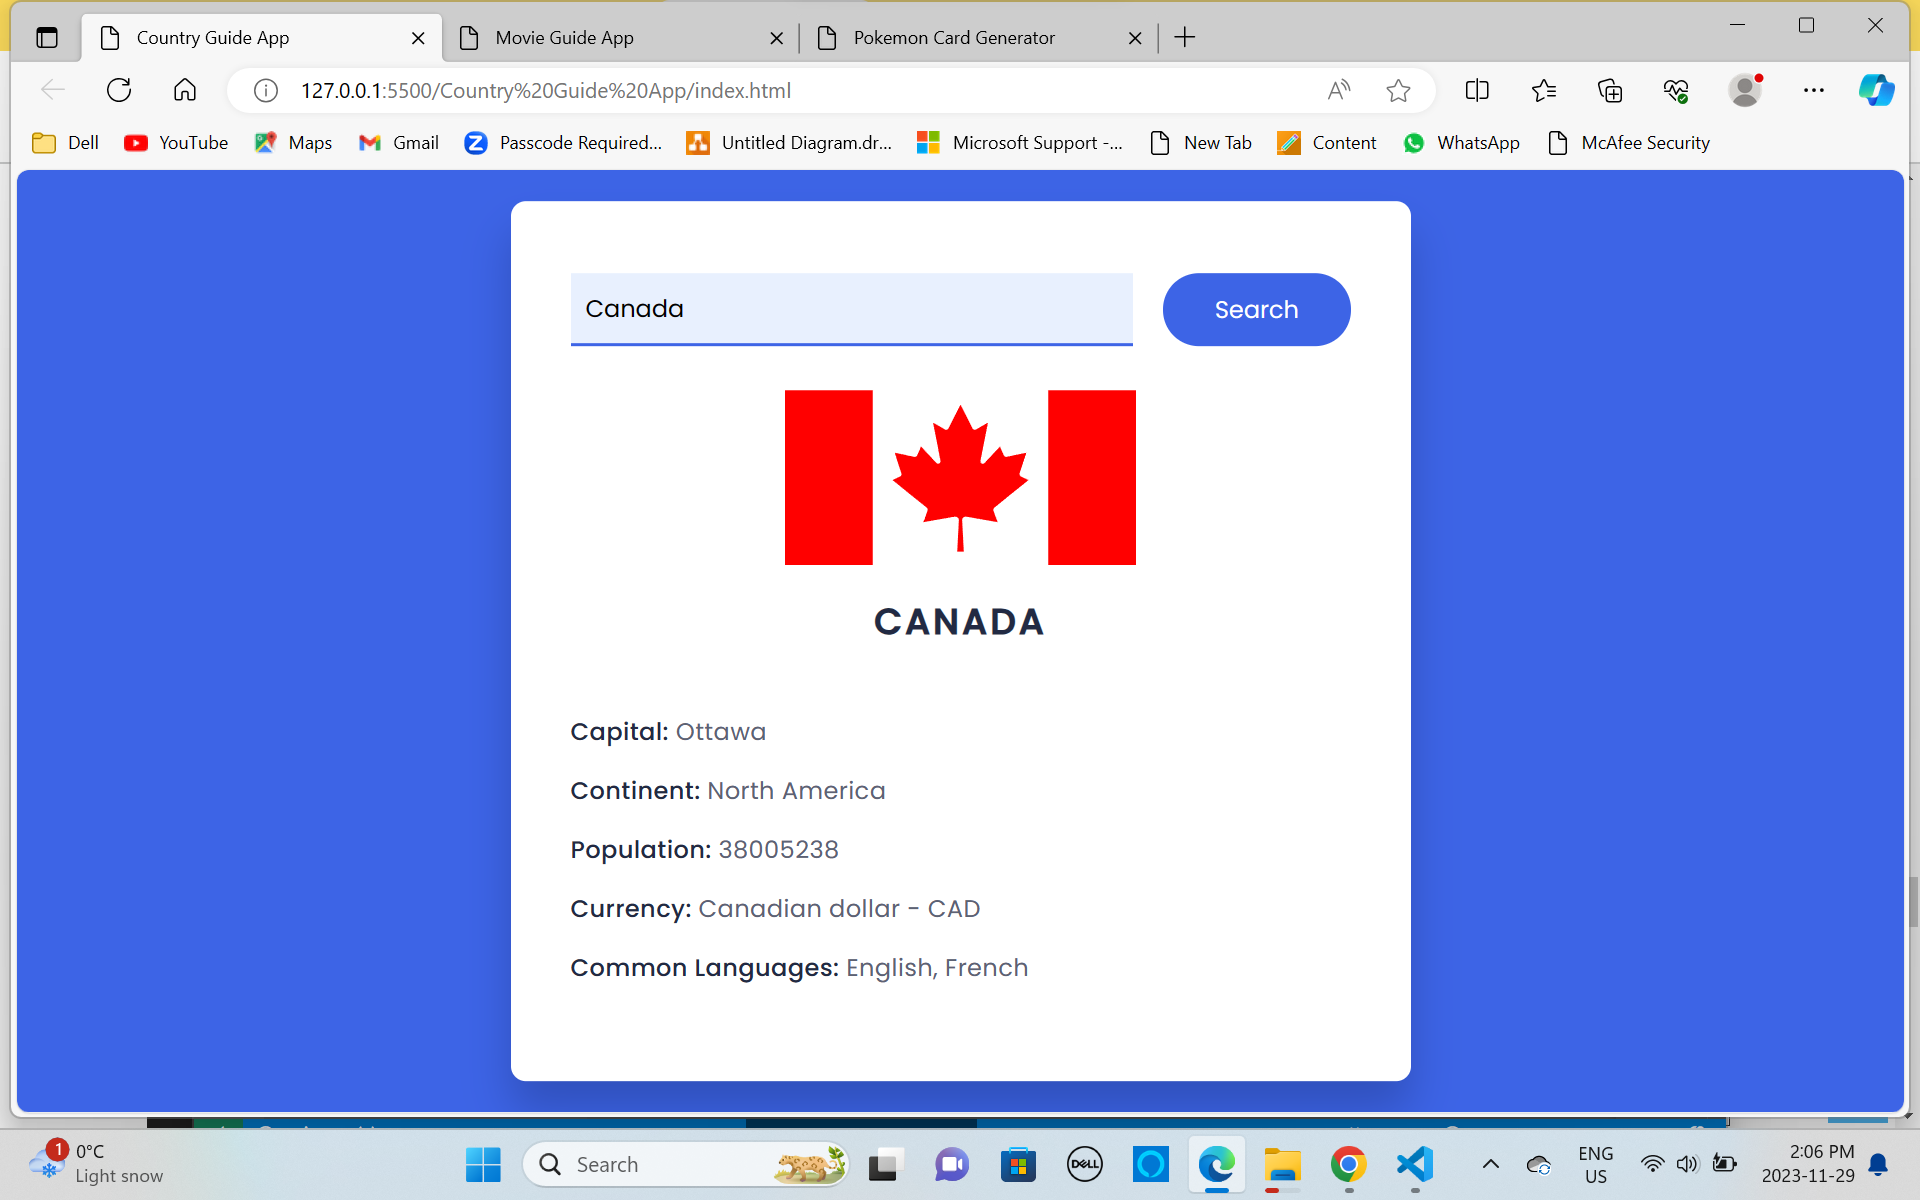 Country Guide App
Movie Guide App
Pokemon Card Generator
127.0.0.1:5500/Country%20Guide%20App/index.html
Dell
YouTube
Maps
Gmail
Passcode Required...
Untitled Diagram.dr...
Microsoft Support -...
New Tab
Content
WhatsApp
McAfee Security
Canada
Search
CANADA
Capital: Ottawa
Continent: North America
Population: 38005238
Currency: Canadian dollar - CAD
Common Languages: English, French
1
0°C
Light snow
Search
DELL
ENG
US
2:06 PM
2023-11-29